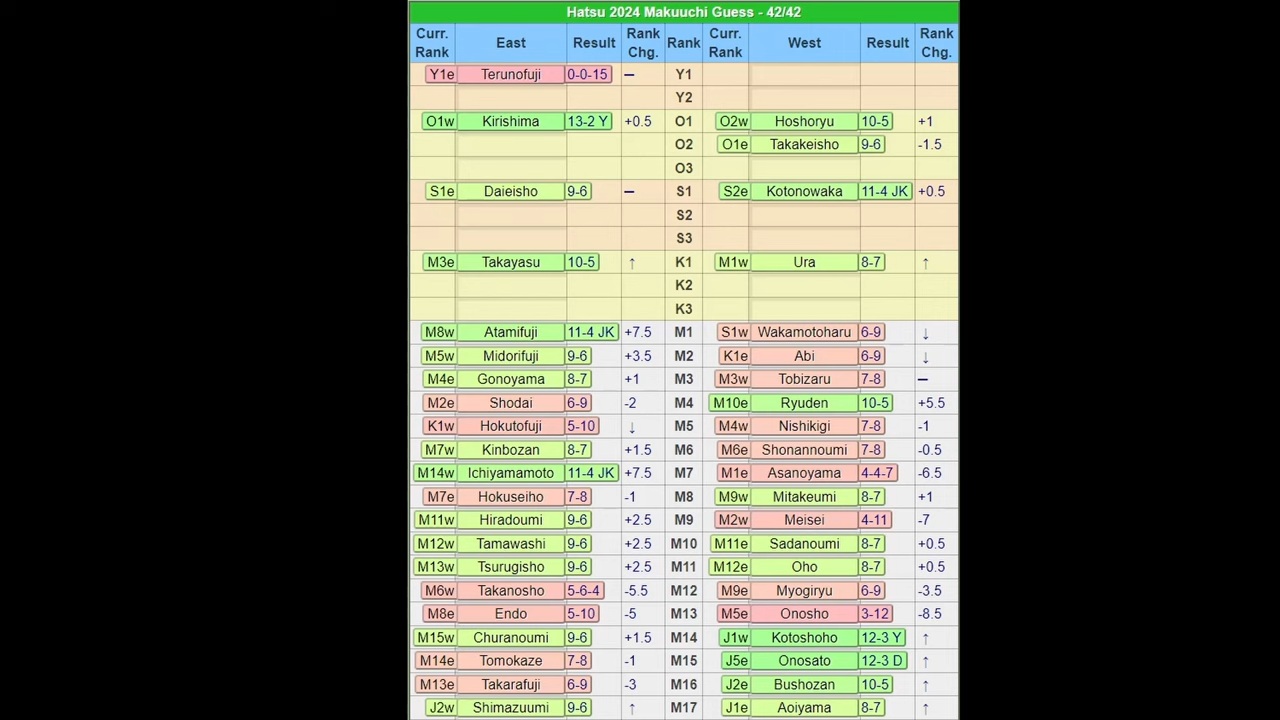 Hatsu 2024 Makuuchi Guess - 42/42
Curr. Rank East Result Rank Chg. Rank Curr. Rank West Result Rank Chg.
Y1e Terunofuji 0-0-15 – Y1
Y2
O1w Kirishima 13-2 Y +0.5 O1 O2w Hoshoryu 10-5 +1
O2 O1e Takakeisho 9-6 -1.5
O3
S1e Daieisho 9-6 – S1 S2e Kotonowaka 11-4 JK +0.5
S2
S3
M3e Takayasu 10-5 ↑ K1 M1w Ura 8-7 ↑
K2
K3
M8w Atamifuji 11-4 JK +7.5 M1 S1w Wakamotoharu 6-9 ↓
M5w Midorifuji 9-6 +3.5 M2 K1e Abi 6-9 ↓
M4e Gonoyama 8-7 +1 M3 M3w Tobizaru 7-8 –
M2e Shodai 6-9 -2 M4 M10e Ryuden 10-5 +5.5
K1w Hokutofuji 5-10 ↓ M5 M4w Nishikigi 7-8 -1
M7w Kinbozan 8-7 +1.5 M6 M6e Shonannoumi 7-8 -0.5
M14w Ichiyamamoto 11-4 JK +7.5 M7 M1e Asanoyama 4-4-7 -6.5
M7e Hokuseiho 7-8 -1 M8 M9w Mitakeumi 8-7 +1
M11w Hiradoumi 9-6 +2.5 M9 M2w Meisei 4-11 -7
M12w Tamawashi 9-6 +2.5 M10 M11e Sadanoumi 8-7 +0.5
M13w Tsurugisho 9-6 +2.5 M11 M12e Oho 8-7 +0.5
M6w Takanosho 5-6-4 -5.5 M12 M9e Myogiryu 6-9 -3.5
M8e Endo 5-10 -5 M13 M5e Onosho 3-12 -8.5
M15w Churanoumi 9-6 +1.5 M14 J1w Kotoshoho 12-3 Y ↑
M14e Tomokaze 7-8 -1 M15 J5e Onosato 12-3 D ↑
M13e Takarafuji 6-9 -3 M16 J2e Bushozan 10-5 ↑
J2w Shimazuumi 9-6 ↑ M17 J1e Aoiyama 8-7 ↑